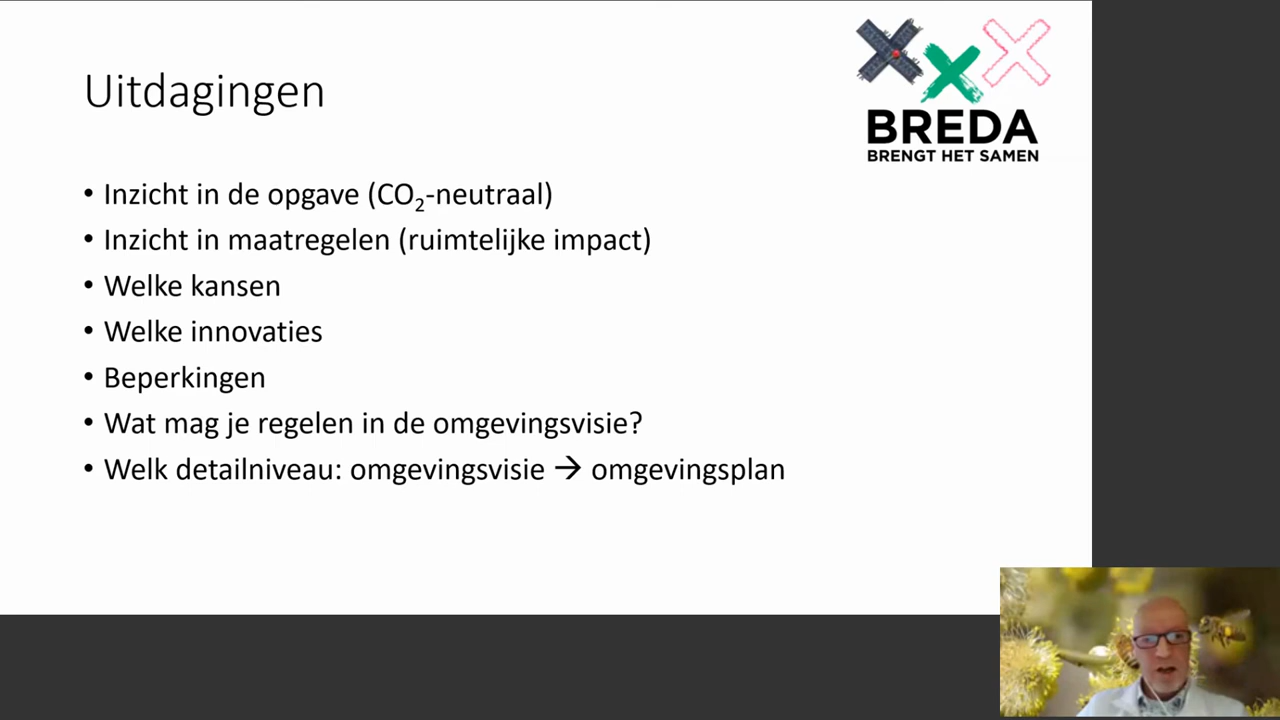 Uitdagingen
BREDA
BRENGT HET SAMEN
• Inzicht in de opgave (CO₂-neutraal)
• Inzicht in maatregelen (ruimtelijke impact)
• Welke kansen
• Welke innovaties
• Beperkingen
• Wat mag je regelen in de omgevingsvisie?
• Welk detailniveau: omgevingsvisie → omgevingsplan